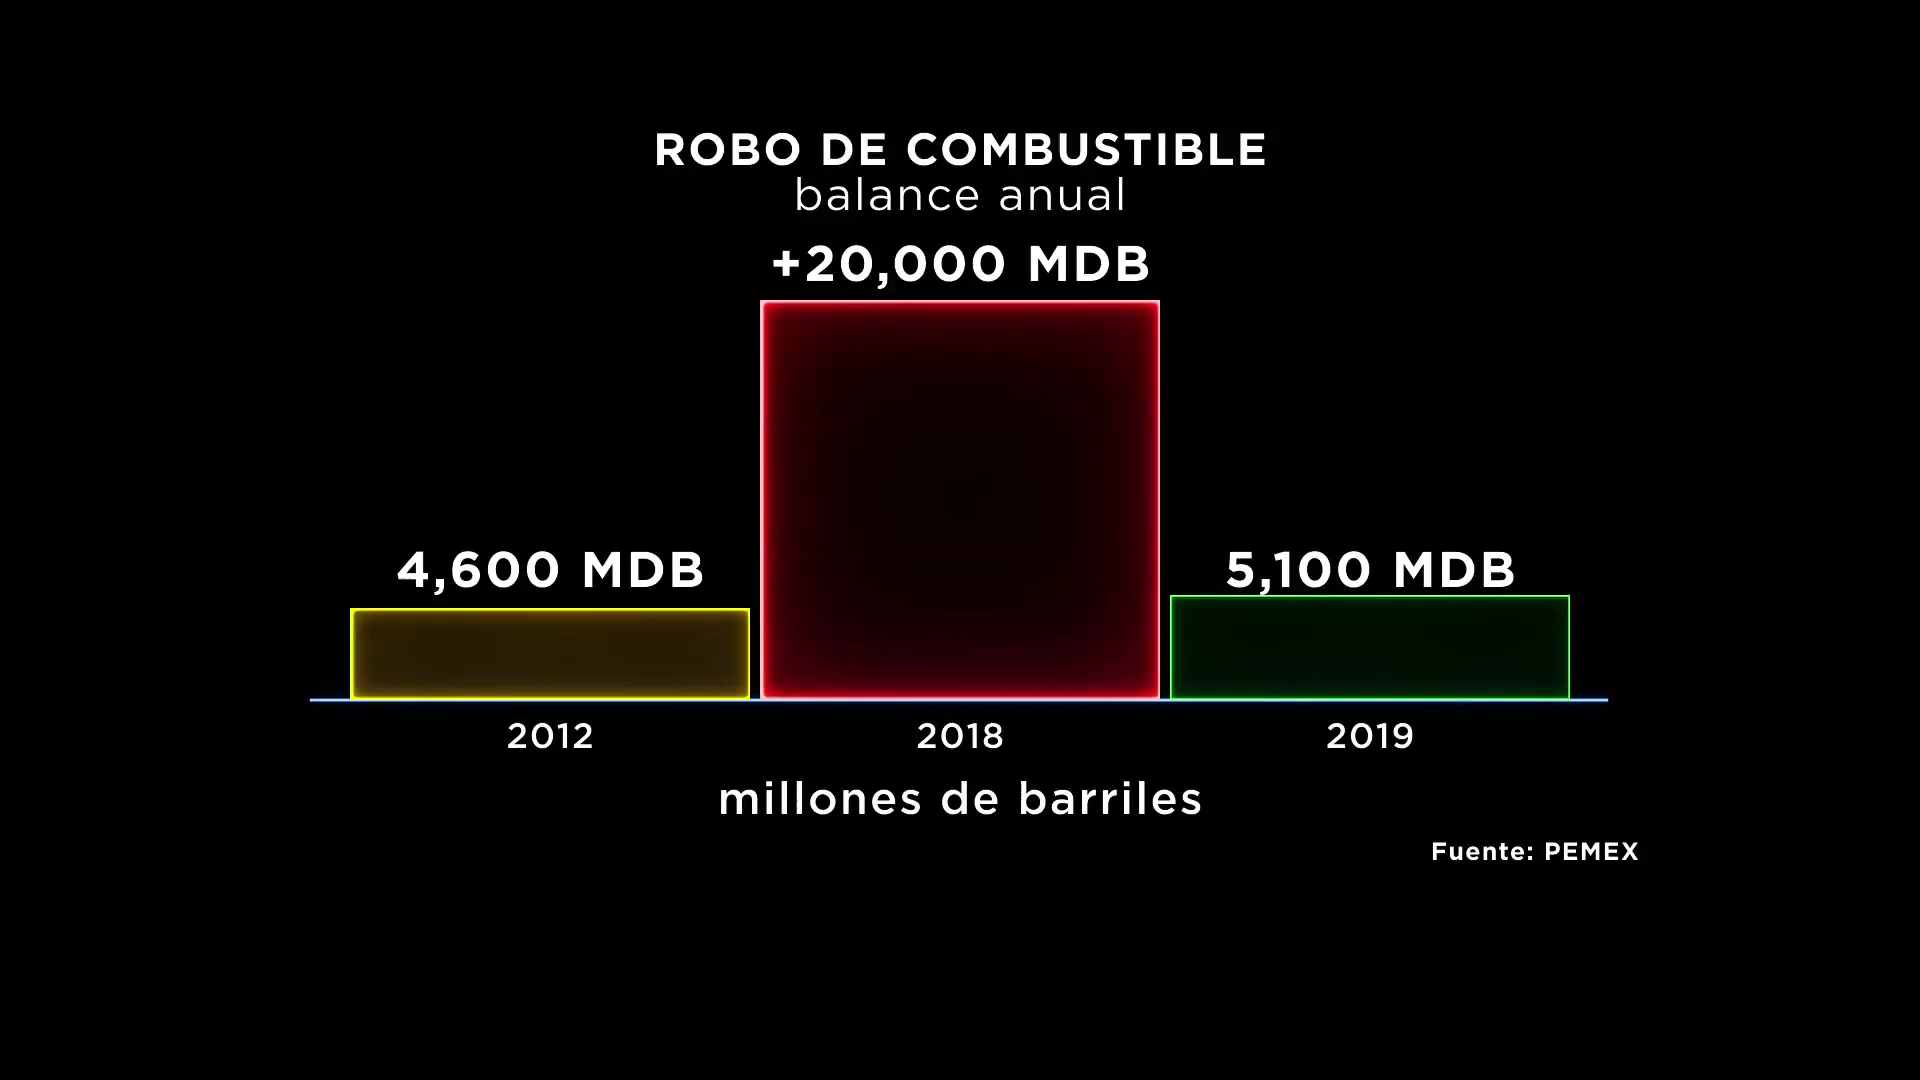 ROBO DE COMBUSTIBLE
balance anual
+20,000 MDB
4,600 MDB
5,100 MDB
2012
2018
2019
millones de barriles
Fuente: PEMEX